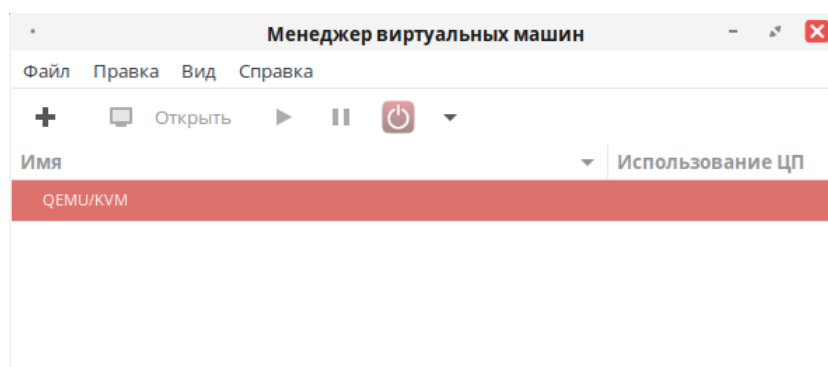 Менеджер виртуальных машин
Файл Правка Вид Справка
Открыть
Имя Использование ЦП
QEMU/KVM